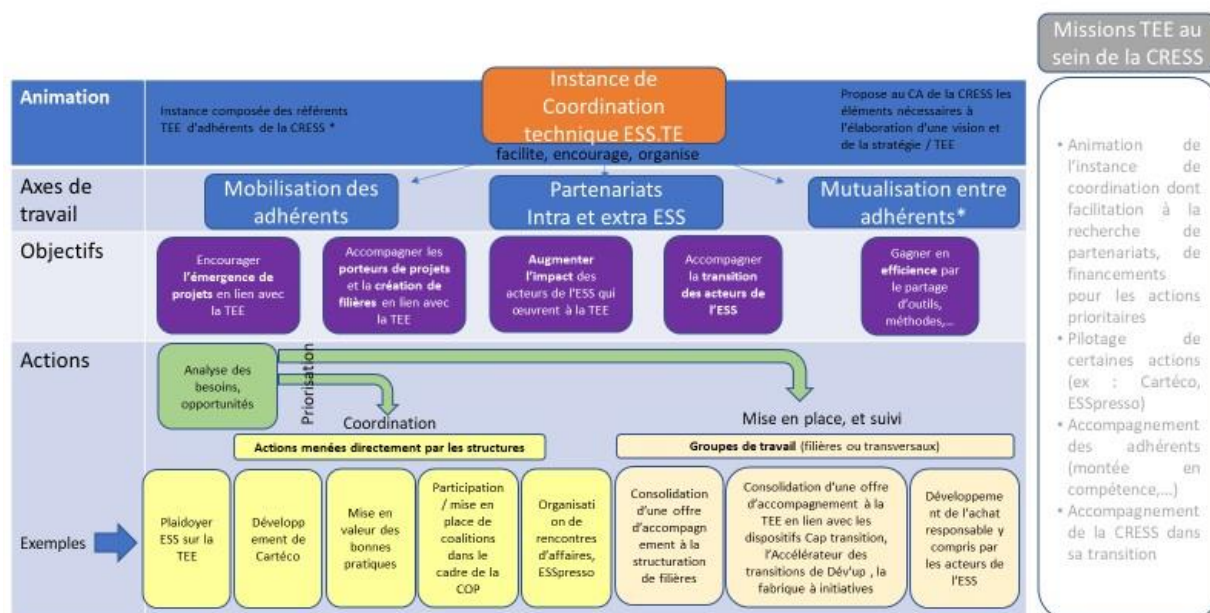 Missions TEE au
sein de la CRESS
Animation
Instance composée des référents
TEE d'adhérents de la CRESS *
Instance de
Coordination
technique ESS.TE
facilite, encourage, organise
Propose au CA de la CRESS les
éléments nécessaires à
l'élaboration d'une vision et
de la stratégie / TEE
Axes de
travail
Mobilisation des
adhérents
Partenariats
Intra et extra ESS
Mutualisation entre
adhérents*
Objectifs
Encourager
l'émergence de
projets en lien avec
la TEE
Accompagner les
porteurs de projets
et la création de
filières en lien avec
la TEE
Augmenter
l'impact des
acteurs de l'ESS qui
œuvrent à la TEE
Accompagner
la transition
des acteurs de
l'ESS
Gagner en
efficience par
le partage
d'outils,
méthodes,...
Actions
Analyse des
besoins,
opportunités
Priorisation
Coordination
Mise en place, et suivi
Actions menées directement par les structures
Groupes de travail (filières ou transversaux)
Exemples
Plaidoyer
ESS sur la
TEE
Développ
ement de
Cartéco
Mise en
valeur des
bonnes
pratiques
Participation
/ mise en
place de
coalitions
dans le
cadre de la
COP
Organisati
on de
rencontres
d'affaires,
ESSpresso
Consolidation
d'une offre
d'accompagn
ement à la
structuration
de filières
Consolidation d'une offre
d'accompagnement à la
TEE en lien avec les
dispositifs Cap transition,
l'Accélérateur des
transitions de Dév'up , la
fabrique à initiatives
Développeme
nt de l'achat
responsable y
compris par
les acteurs de
l'ESS
• Animation de
l'instance de
coordination dont
facilitation à la
recherche de
partenariats, de
financements
pour les actions
prioritaires
• Pilotage de
certaines actions
(ex : Cartéco,
ESSpresso)
• Accompagnement
des adhérents
(montée en
compétence,...)
• Accompagnement
de la CRESS dans
sa transition